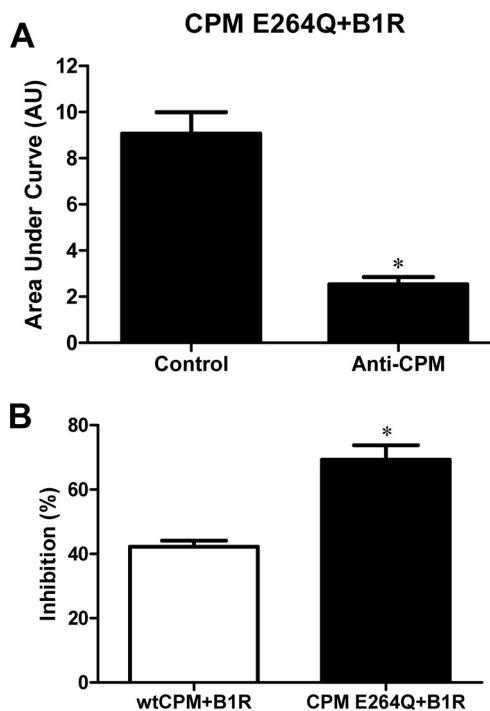 A
CPM E264Q+B1R
Area Under Curve (AU)
12
10
8
6
4
2
0
*
Control
Anti-CPM
B
Inhibition (%)
80
60
40
20
0
*
wtCPM+B1R
CPM E264Q+B1R